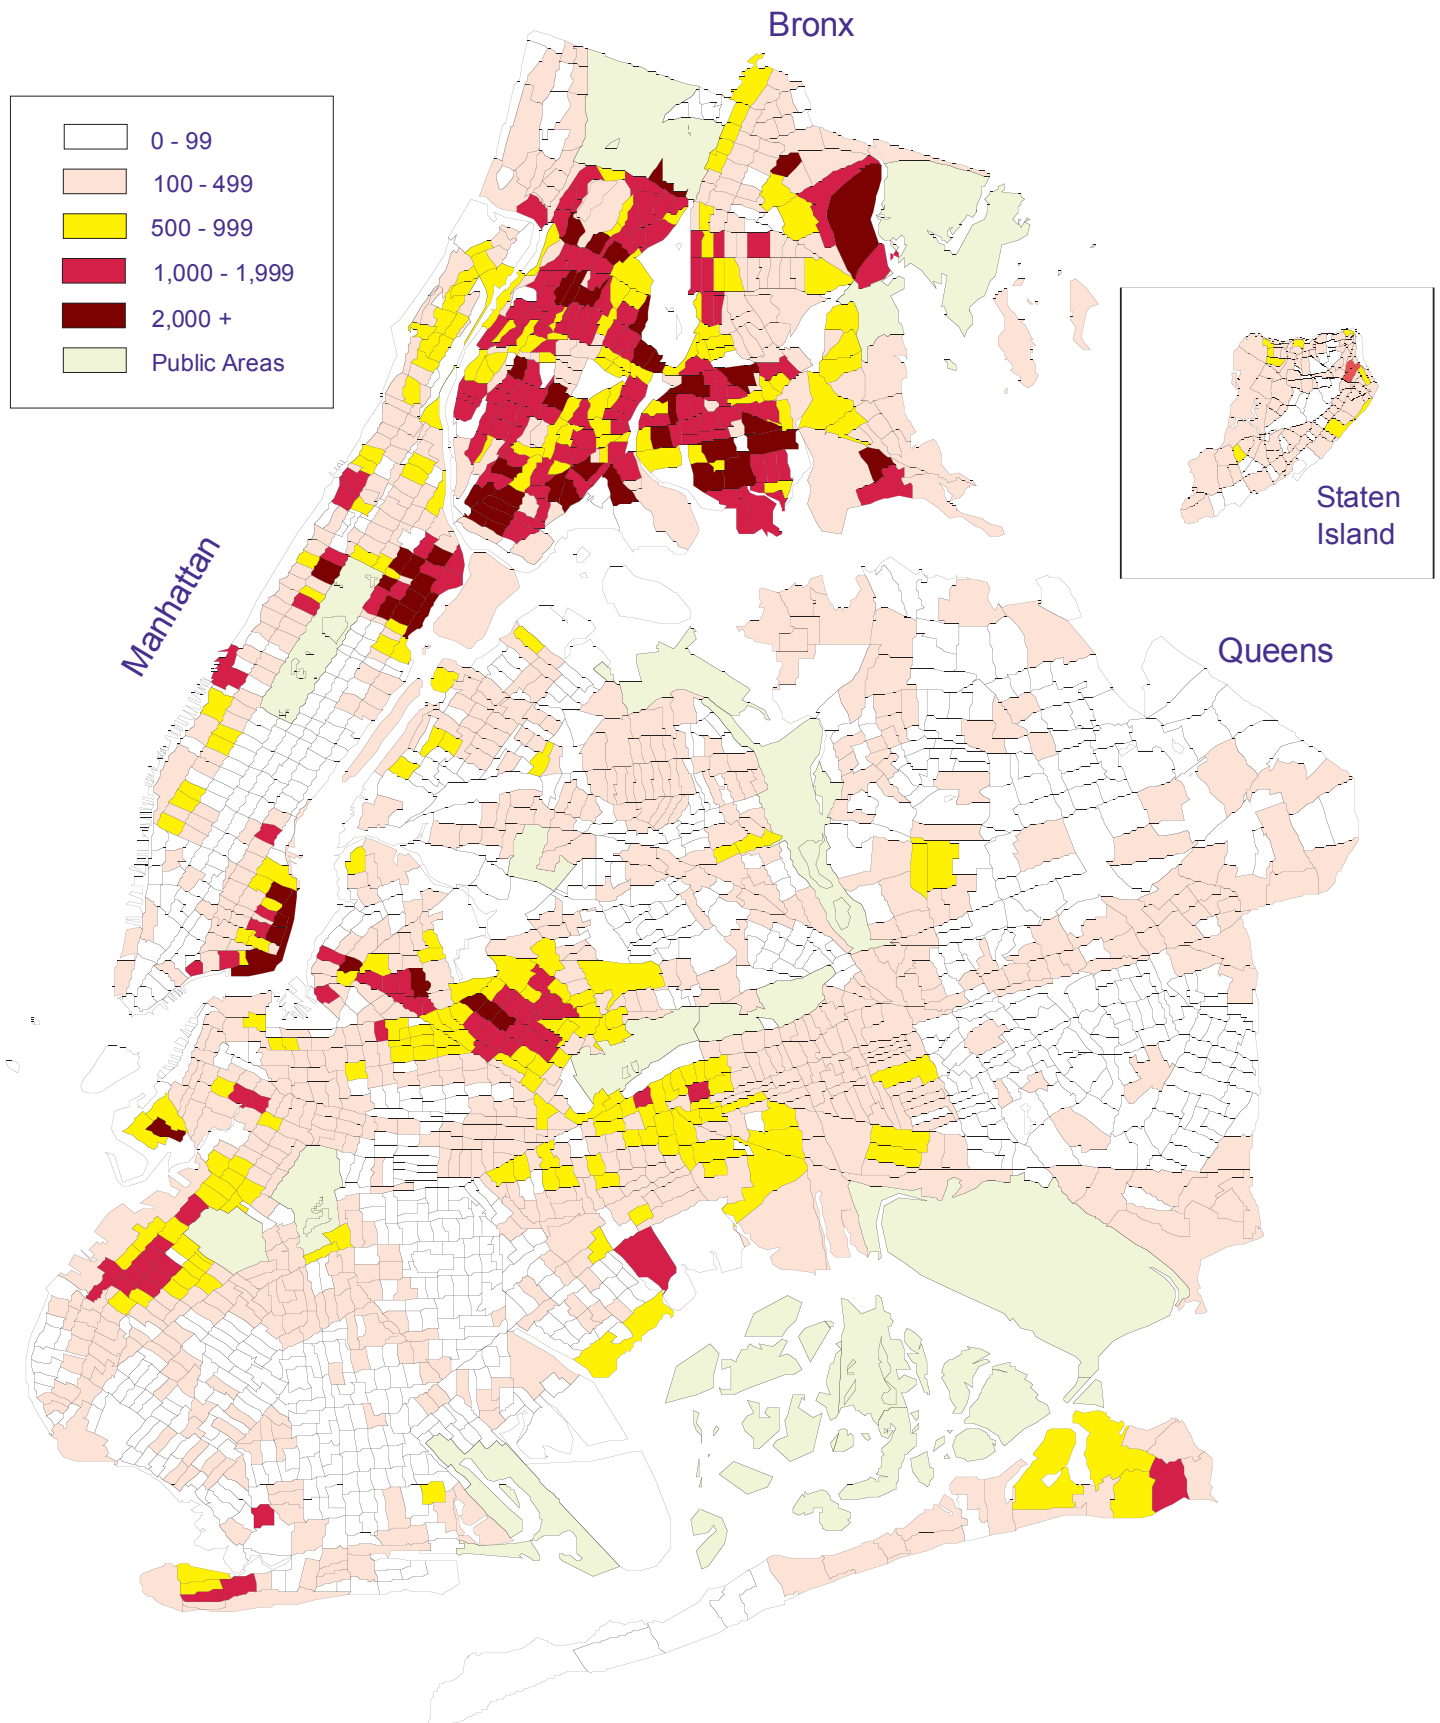 Bronx
0 - 99
100 - 499
500 - 999
1,000 - 1,999
2,000 +
Public Areas
Manhattan
Staten
Island
Queens